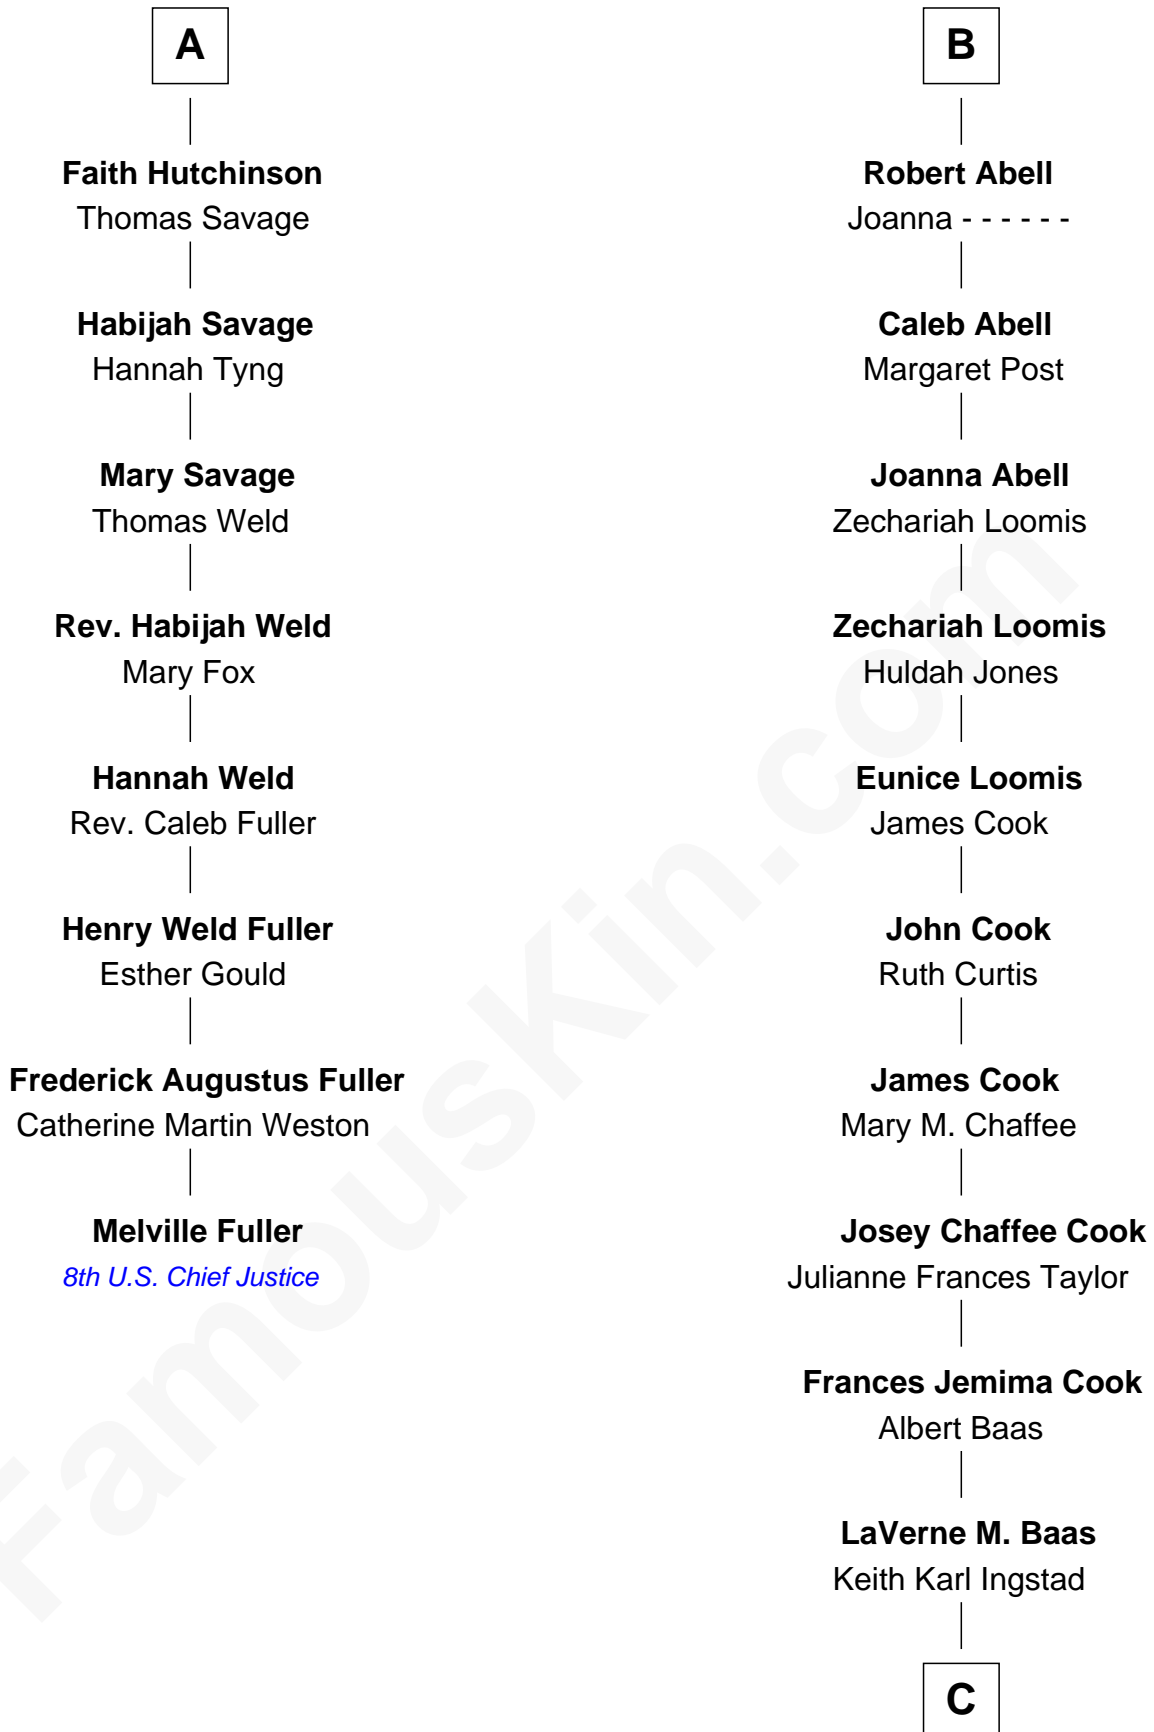 A
Faith Hutchinson
Thomas Savage
Habijah Savage
Hannah Tyng
Mary Savage
Thomas Weld
Rev. Habijah Weld
Mary Fox
Hannah Weld
Rev. Caleb Fuller
Henry Weld Fuller
Esther Gould
Frederick Augustus Fuller
Catherine Martin Weston
Melville Fuller
8th U.S. Chief Justice
B
Robert Abell
Joanna - - - - - -
Caleb Abell
Margaret Post
Joanna Abell
Zechariah Loomis
Zechariah Loomis
Huldah Jones
Eunice Loomis
James Cook
John Cook
Ruth Curtis
James Cook
Mary M. Chaffee
Josey Chaffee Cook
Julianne Frances Taylor
Frances Jemima Cook
Albert Baas
LaVerne M. Baas
Keith Karl Ingstad
C
FamousKin.com